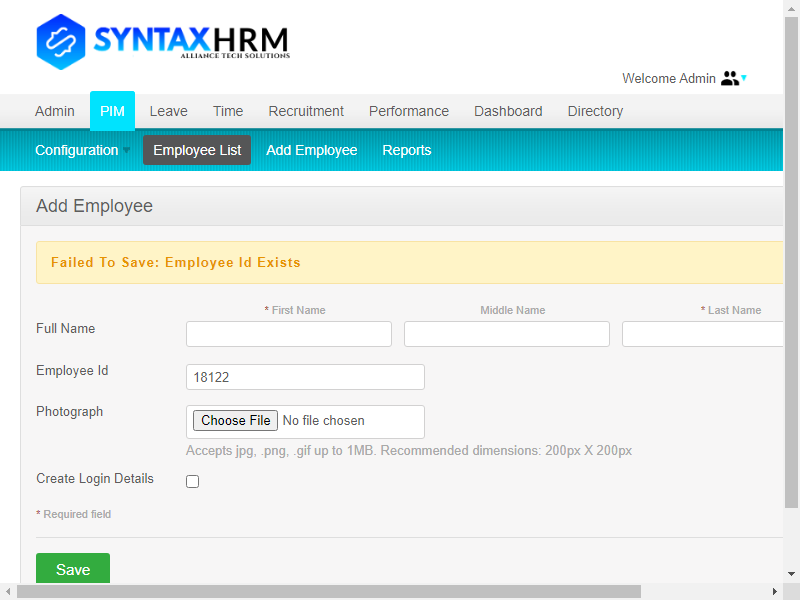 SYNTAXHRM
ALLIANCE TECH SOLUTIONS
Welcome Admin
Admin PIM Leave Time Recruitment Performance Dashboard Directory
Configuration Employee List Add Employee Reports
Add Employee
Failed To Save: Employee Id Exists
* First Name Middle Name * Last Name
Full Name
Employee Id 18122
Photograph Choose File No file chosen
Accepts jpg, .png, .gif up to 1MB. Recommended dimensions: 200px X 200px
Create Login Details
* Required field
Save